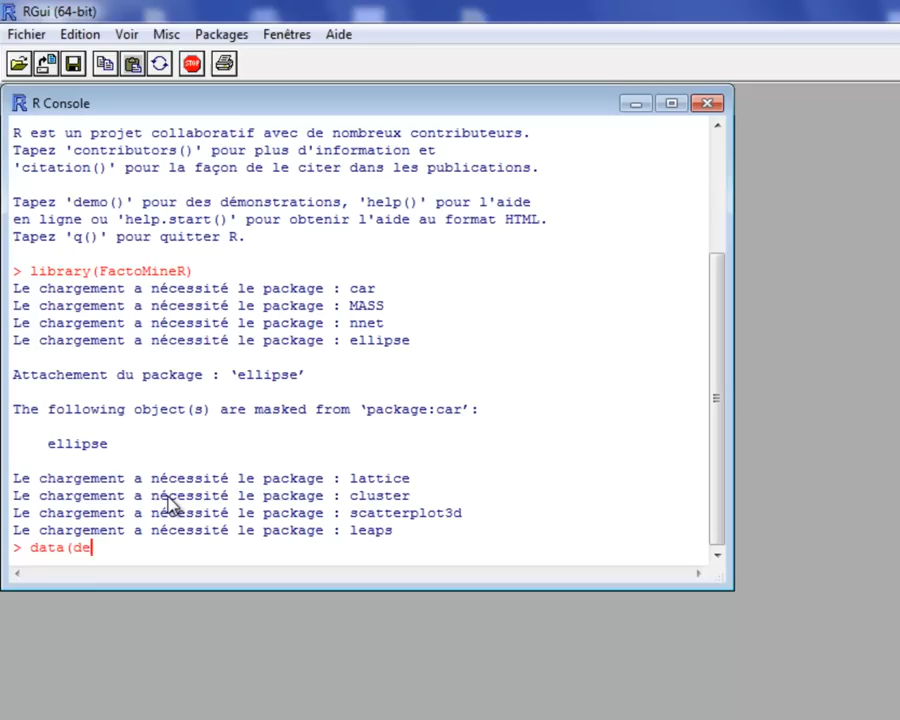 RGui (64-bit)
Fichier Edition Voir Misc Packages Fenêtres Aide
STOP
R Console
R est un projet collaboratif avec de nombreux contributeurs.
Tapez 'contributors()' pour plus d'information et
'citation()' pour la façon de le citer dans les publications.
Tapez 'demo()' pour des démonstrations, 'help()' pour l'aide
en ligne ou 'help.start()' pour obtenir l'aide au format HTML.
Tapez 'q()' pour quitter R.
> library(FactoMineR)
Le chargement a nécessité le package : car
Le chargement a nécessité le package : MASS
Le chargement a nécessité le package : nnet
Le chargement a nécessité le package : ellipse
Attachement du package : ‘ellipse’
The following object(s) are masked from ‘package:car’:
ellipse
Le chargement a nécessité le package : lattice
Le chargement a nécessité le package : cluster
Le chargement a nécessité le package : scatterplot3d
Le chargement a nécessité le package : leaps
> data(de